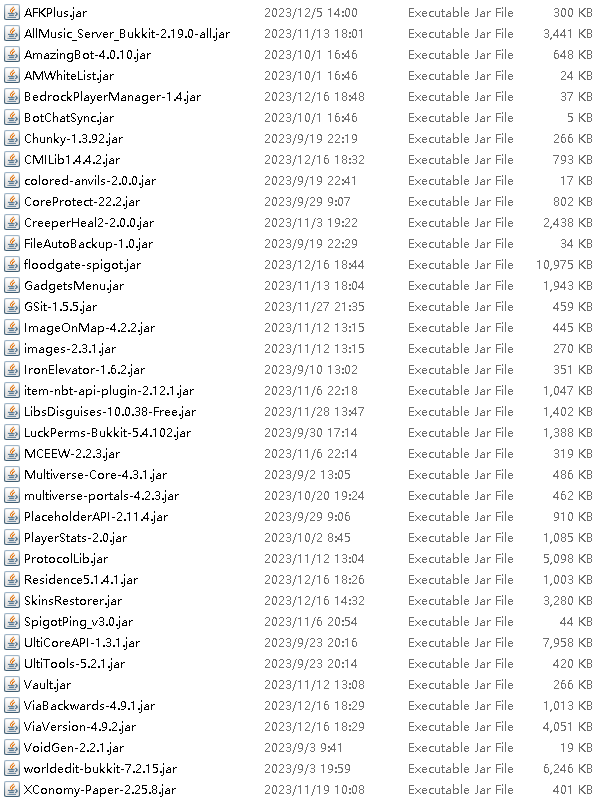 AFKPlus.jar 2023/12/5 14:00 Executable Jar File 300 KB
AllMusic_Server_Bukkit-2.19.0-all.jar 2023/11/13 18:01 Executable Jar File 3,441 KB
AmazingBot-4.0.10.jar 2023/10/1 16:46 Executable Jar File 648 KB
AMWhiteList.jar 2023/10/1 16:46 Executable Jar File 24 KB
BedrockPlayerManager-1.4.jar 2023/12/16 18:48 Executable Jar File 37 KB
BotChatSync.jar 2023/10/1 16:46 Executable Jar File 5 KB
Chunky-1.3.92.jar 2023/9/19 22:19 Executable Jar File 266 KB
CMILib1.4.4.2.jar 2023/12/16 18:32 Executable Jar File 793 KB
colored-anvils-2.0.0.jar 2023/9/19 22:41 Executable Jar File 17 KB
CoreProtect-22.2.jar 2023/9/29 9:07 Executable Jar File 802 KB
CreeperHeal2-2.0.0.jar 2023/11/3 19:22 Executable Jar File 2,438 KB
FileAutoBackup-1.0.jar 2023/9/19 22:29 Executable Jar File 34 KB
floodgate-spigot.jar 2023/12/16 18:44 Executable Jar File 10,975 KB
GadgetsMenu.jar 2023/11/13 18:04 Executable Jar File 1,943 KB
GSit-1.5.5.jar 2023/11/27 21:35 Executable Jar File 459 KB
ImageOnMap-4.2.2.jar 2023/11/12 13:15 Executable Jar File 445 KB
images-2.3.1.jar 2023/11/12 13:15 Executable Jar File 270 KB
IronElevator-1.6.2.jar 2023/9/10 13:02 Executable Jar File 351 KB
item-nbt-api-plugin-2.12.1.jar 2023/11/6 22:18 Executable Jar File 1,047 KB
LibsDisguises-10.0.38-Free.jar 2023/11/28 13:47 Executable Jar File 1,402 KB
LuckPerms-Bukkit-5.4.102.jar 2023/9/30 17:14 Executable Jar File 1,388 KB
MCEEW-2.2.3.jar 2023/11/6 22:14 Executable Jar File 319 KB
Multiverse-Core-4.3.1.jar 2023/9/2 13:05 Executable Jar File 486 KB
multiverse-portals-4.2.3.jar 2023/10/20 19:24 Executable Jar File 462 KB
PlaceholderAPI-2.11.4.jar 2023/9/29 9:06 Executable Jar File 910 KB
PlayerStats-2.0.jar 2023/10/2 8:45 Executable Jar File 1,085 KB
ProtocolLib.jar 2023/11/12 13:04 Executable Jar File 5,098 KB
Residence5.1.4.1.jar 2023/12/16 18:26 Executable Jar File 1,003 KB
SkinsRestorer.jar 2023/12/16 14:32 Executable Jar File 3,280 KB
SpigotPing_v3.0.jar 2023/11/6 20:54 Executable Jar File 44 KB
UltiCoreAPI-1.3.1.jar 2023/9/23 20:16 Executable Jar File 7,958 KB
UltiTools-5.2.1.jar 2023/9/23 20:14 Executable Jar File 420 KB
Vault.jar 2023/11/12 13:08 Executable Jar File 266 KB
ViaBackwards-4.9.1.jar 2023/12/16 18:29 Executable Jar File 1,013 KB
ViaVersion-4.9.2.jar 2023/12/16 18:29 Executable Jar File 4,051 KB
VoidGen-2.2.1.jar 2023/9/3 9:41 Executable Jar File 19 KB
worldedit-bukkit-7.2.15.jar 2023/9/3 19:59 Executable Jar File 6,246 KB
XConomy-Paper-2.25.8.jar 2023/11/19 10:08 Executable Jar File 401 KB